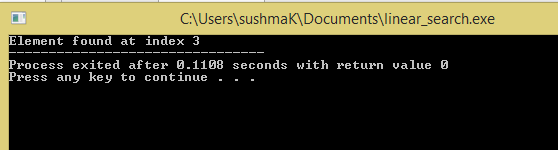 C:\Users\sushmaK\Documents\linear_search.exe
Element found at index 3
--------------------------------
Process exited after 0.1108 seconds with return value 0
Press any key to continue . . .